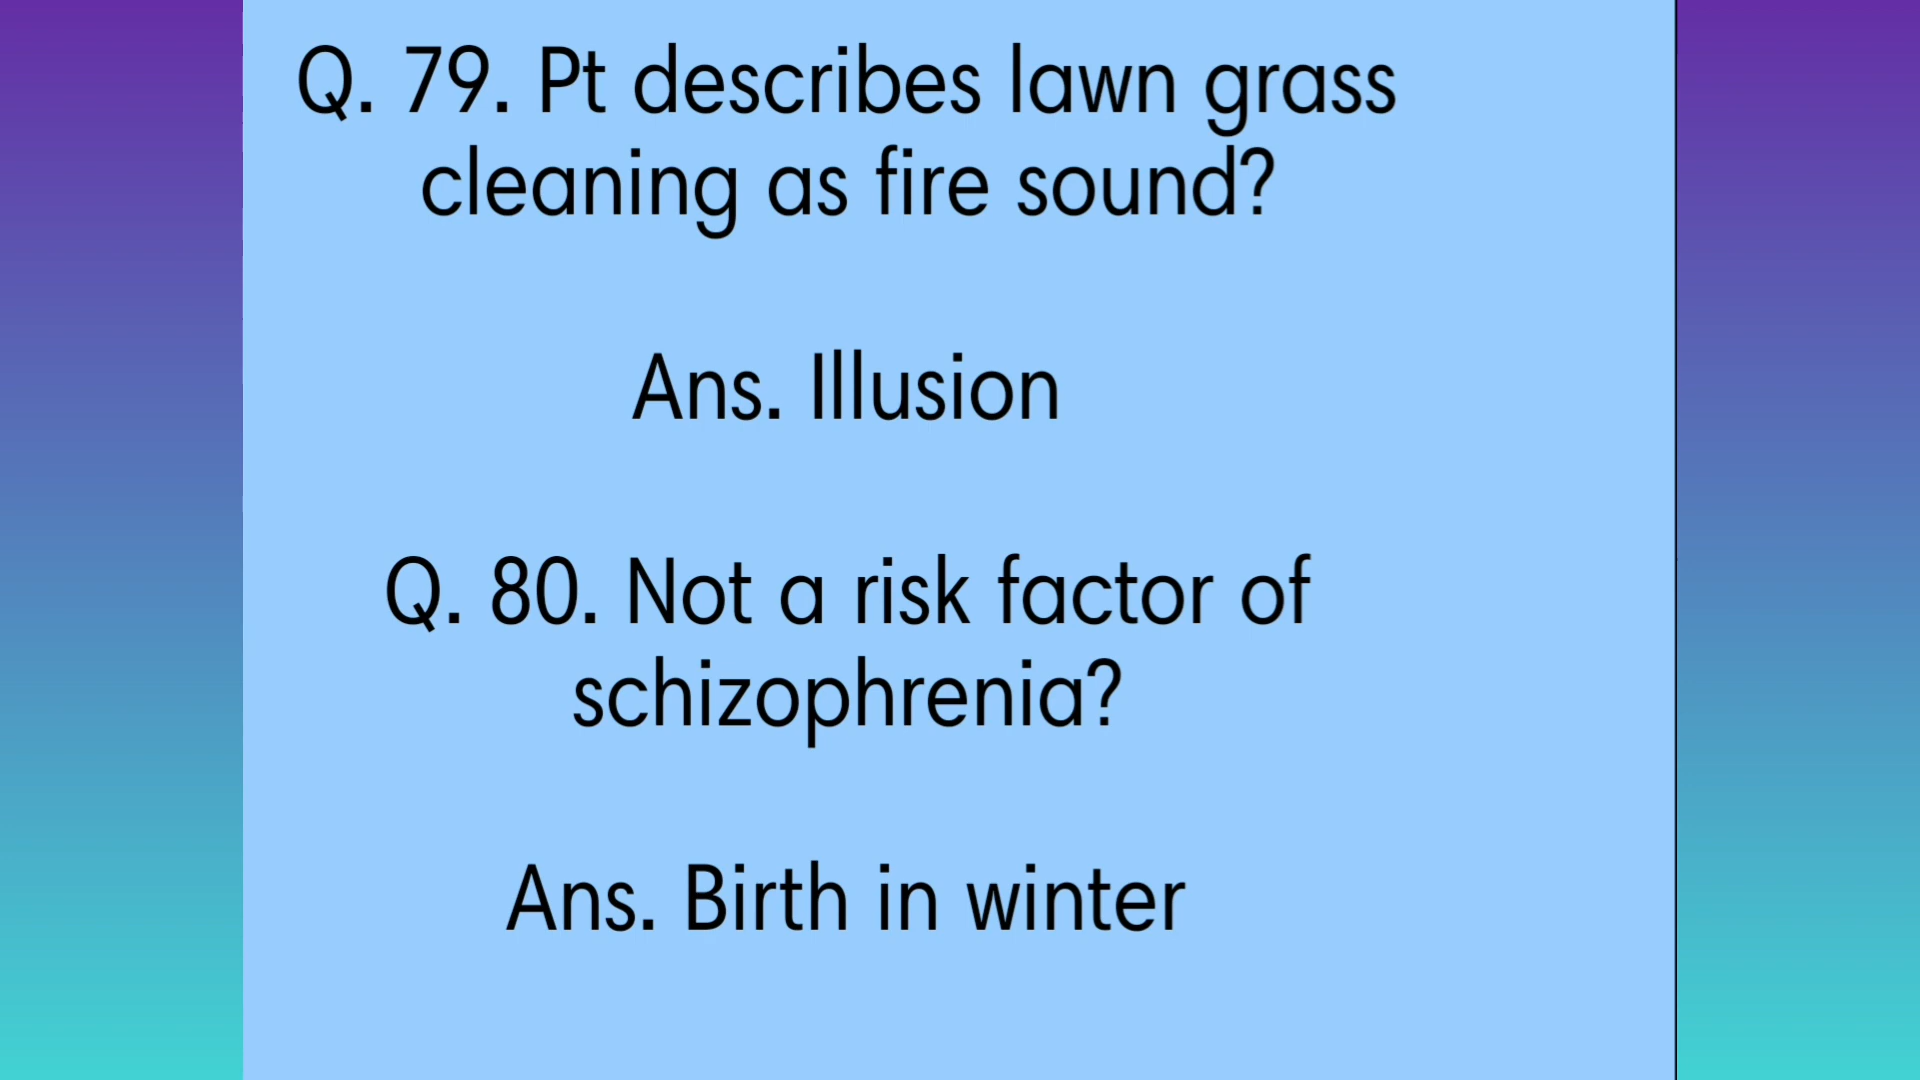 Q. 79. Pt describes lawn grass
cleaning as fire sound?
Ans. Illusion
Q. 80. Not a risk factor of
schizophrenia?
Ans. Birth in winter